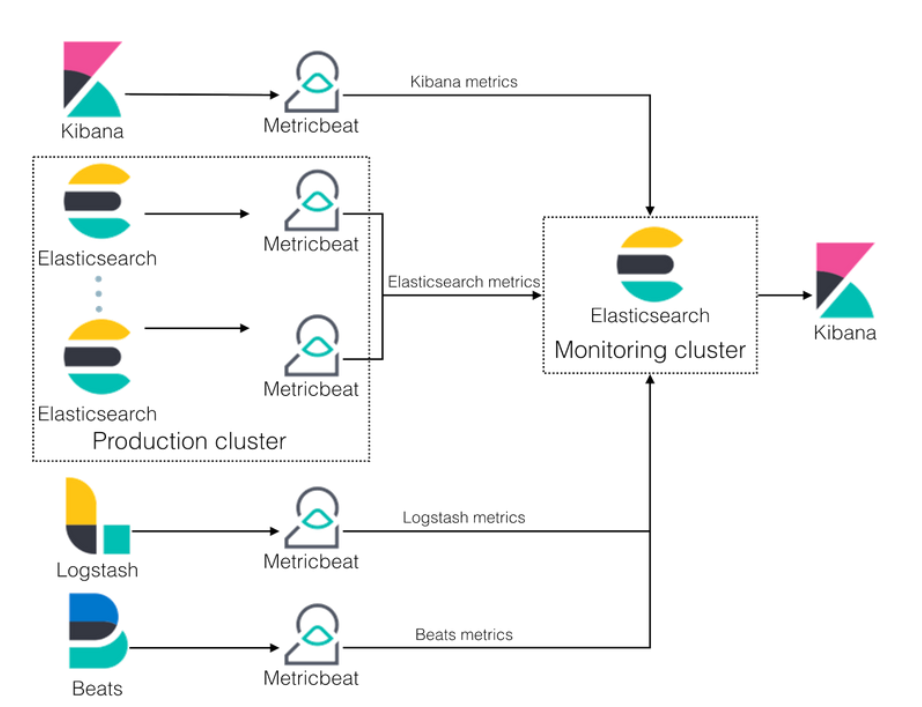 Kibana metrics
Kibana
Metricbeat
Elasticsearch
Metricbeat
Elasticsearch metrics
Elasticsearch
Monitoring cluster
Kibana
Elasticsearch
Metricbeat
Production cluster
Logstash metrics
Logstash
Metricbeat
Beats metrics
Beats
Metricbeat